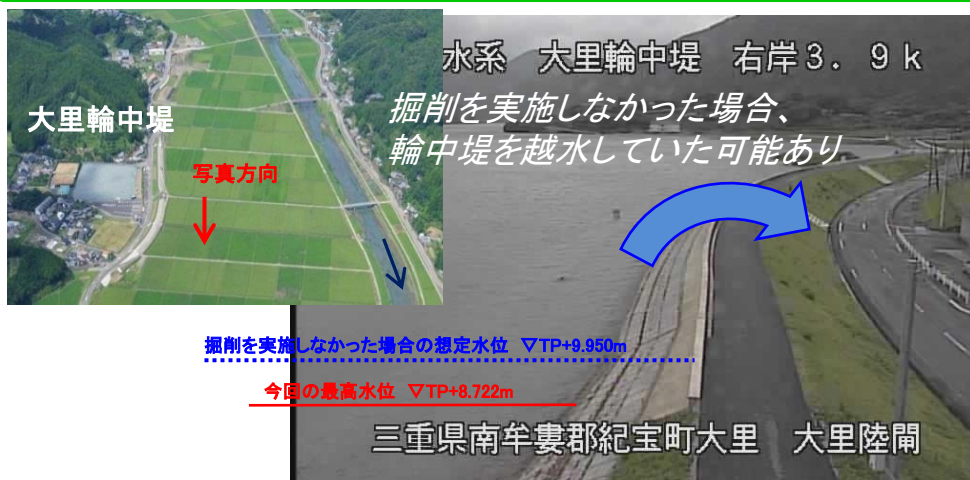 水系 大里輪中堤 右岸3.9k
大里輪中堤
掘削を実施しなかった場合、
輪中堤を越水していた可能あり
写真方向
掘削を実施しなかった場合の想定水位 ▽TP+9.950m
今回の最高水位 ▽TP+8.722m
三重県南牟婁郡紀宝町大里 大里陸閘